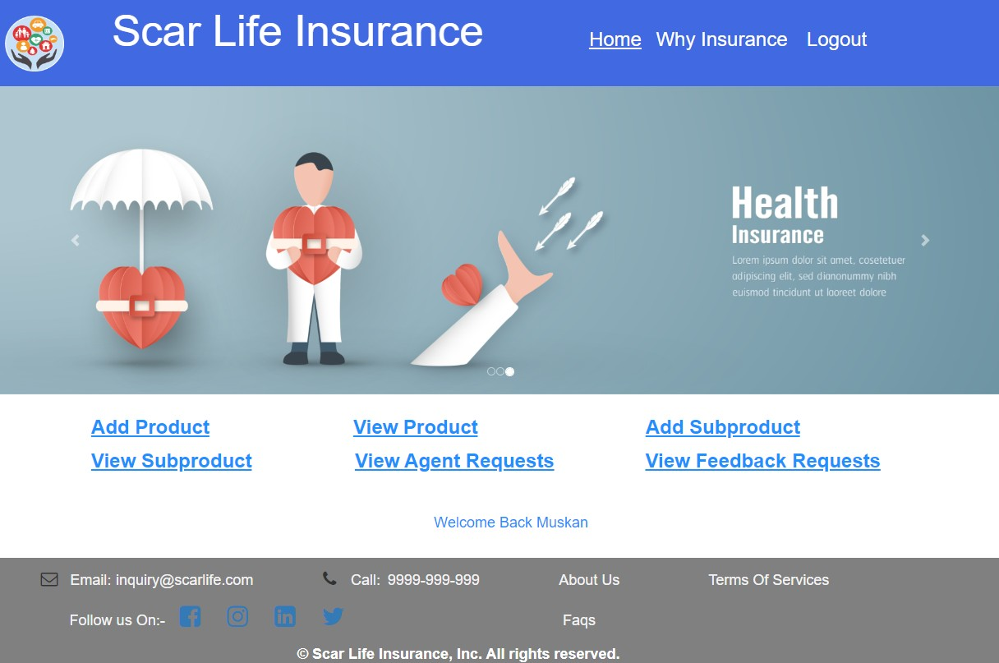 Scar Life Insurance
Home Why Insurance Logout
Health
Insurance
Lorem ipsum dolor sit amet, cosetetuer
adipiscing elit, sed dianonummy nibh
euismod tincidunt ut laoreet dolore
Add Product View Product Add Subproduct
View Subproduct View Agent Requests View Feedback Requests
Welcome Back Muskan
Email: inquiry@scarlife.com Call: 9999-999-999 About Us Terms Of Services
Follow us On:- Faqs
© Scar Life Insurance, Inc. All rights reserved.